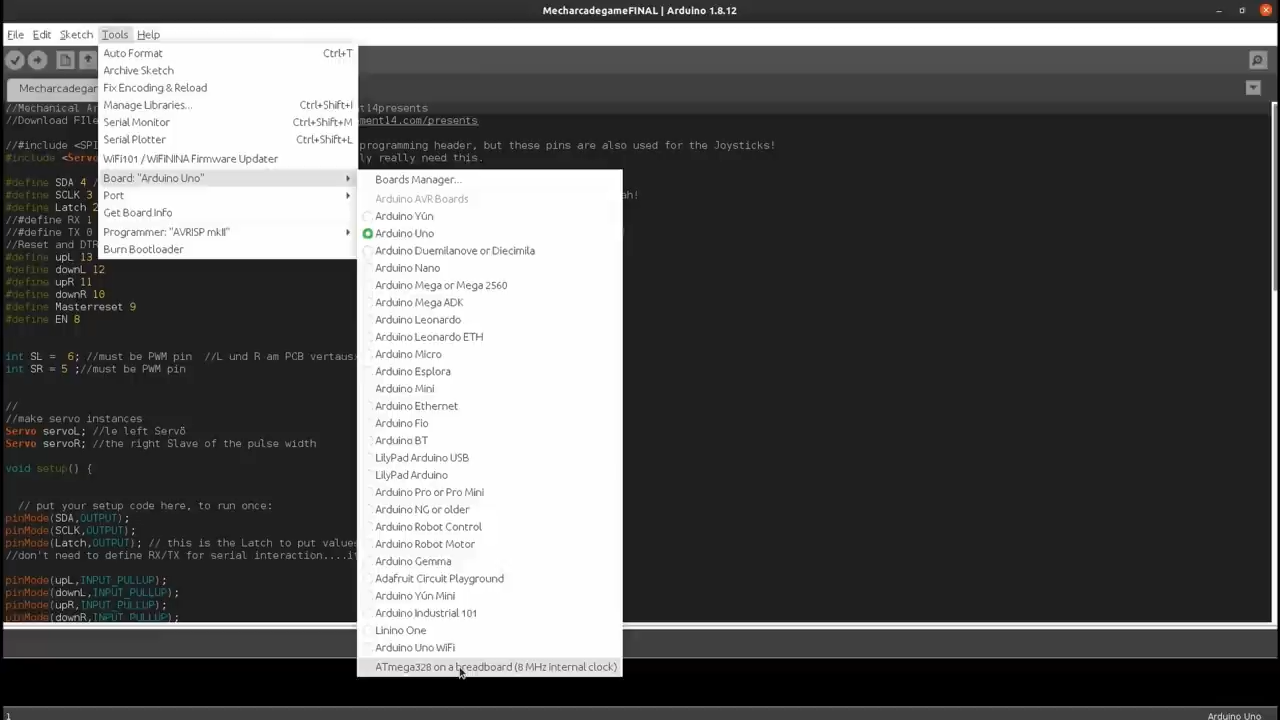 MecharcadegameFINAL | Arduino 1.8.12
File Edit Sketch Tools Help
Auto Format Ctrl+T
Archive Sketch
Fix Encoding & Reload
Manage Libraries... Ctrl+Shift+I
Serial Monitor Ctrl+Shift+M
Serial Plotter Ctrl+Shift+L
WiFi101 / WiFiNINA Firmware Updater
Board: "Arduino Uno"
Port
Get Board Info
Programmer: "AVRISP mkII"
Burn Bootloader
Boards Manager...
Arduino AVR Boards
Arduino Yún
Arduino Uno
Arduino Duemilanove or Diecimila
Arduino Nano
Arduino Mega or Mega 2560
Arduino Mega ADK
Arduino Leonardo
Arduino Leonardo ETH
Arduino Micro
Arduino Esplora
Arduino Mini
Arduino Ethernet
Arduino Fio
Arduino BT
LilyPad Arduino USB
LilyPad Arduino
Arduino Pro or Pro Mini
Arduino NG or older
Arduino Robot Control
Arduino Robot Motor
Arduino Gemma
Adafruit Circuit Playground
Arduino Yún Mini
Arduino Industrial 101
Linino One
Arduino Uno WiFi
ATmega328 on a breadboard (8 MHz internal clock)
Mecharcadegar
//Mechanical Ar t14presents
//Download FIle ment14.com/presents
//#include <SPI programming header, but these pins are also used for the Joysticks!
#include <Servo ly really need this.
#define SDA 4 /
#define SCLK 3 ah!
#define Latch 2
//#define RX 1
//#define TX 0
//Reset and DTR
#define upL 13
#define downL 12
#define upR 11
#define downR 10
#define Masterreset 9
#define EN 8
int SL = 6; //must be PWM pin //L und R am PCB vertaus
int SR = 5 ;//must be PWM pin
//
//make servo instances
Servo servoL; //le left Servö
Servo servoR; //the right Slave of the pulse width
void setup() {
// put your setup code here, to run once:
pinMode(SDA,OUTPUT);
pinMode(SCLK,OUTPUT);
pinMode(Latch,OUTPUT); // this is the Latch to put values
//don't need to define RX/TX for serial interaction....i
pinMode(upL,INPUT_PULLUP);
pinMode(downL,INPUT_PULLUP);
pinMode(upR,INPUT_PULLUP);
pinMode(downR,INPUT_PULLUP);
1 Arduino Uno